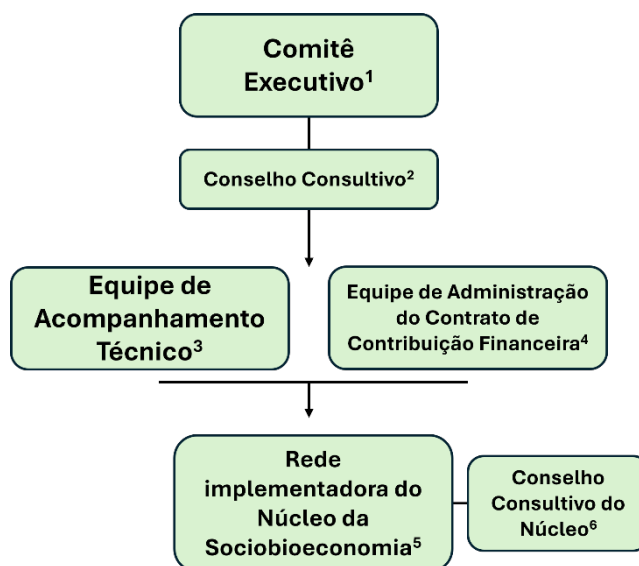 Comitê
Executivo¹
Conselho Consultivo²
Equipe de
Acompanhamento
Técnico³
Equipe de Administração
do Contrato de
Contribuição Financeira⁴
Rede
implementadora do
Núcleo da
Sociobioeconomia⁵
Conselho
Consultivo do
Núcleo⁶